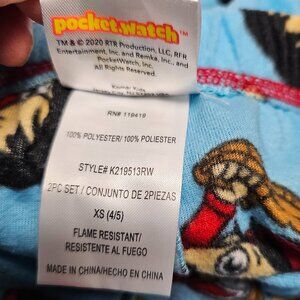 pocket.watch™
TM & © 2020 RTR Production, LLC, RFR
Entertainment, Inc. and Remka, Inc., and
PocketWatch, Inc.
All Rights Reserved.
RN# 119419
100% POLYESTER/ 100% POLIESTER
STYLE# K219513RW
2PC SET / CONJUNTO DE 2PIEZAS
XS (4/5)
FLAME RESISTANT/
RESISTENTE AL FUEGO
MADE IN CHINA/HECHO EN CHINA